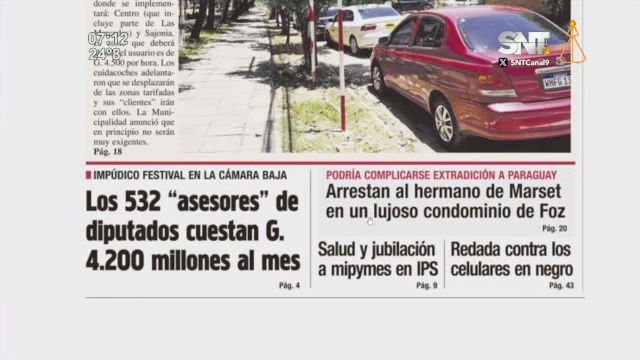 donde se implemen-
tará: Centro (que in-
cluye parte de Las
y Sajonia.
que deberá
el usuario es de
G. 4.500 por hora. Los
cuidacoches adelanta-
ron que se desplazarán
de las zonas tarifadas
y sus “clientes” irán
con ellos. La Muni-
cipalidad anunció que
en principio no serán
muy exigentes.
Pág. 18
07:12
24°8
SNT
X SNTCanal9
WHFG 13
IMPÚDICO FESTIVAL EN LA CÁMARA BAJA
Los 532 “asesores” de
diputados cuestan G.
4.200 millones al mes
Pág. 4
PODRÍA COMPLICARSE EXTRADICIÓN A PARAGUAY
Arrestan al hermano de Marset
en un lujoso condominio de Foz
Pág. 20
Salud y jubilación
a mipymes en IPS
Pág. 9
Redada contra los
celulares en negro
Pág. 43